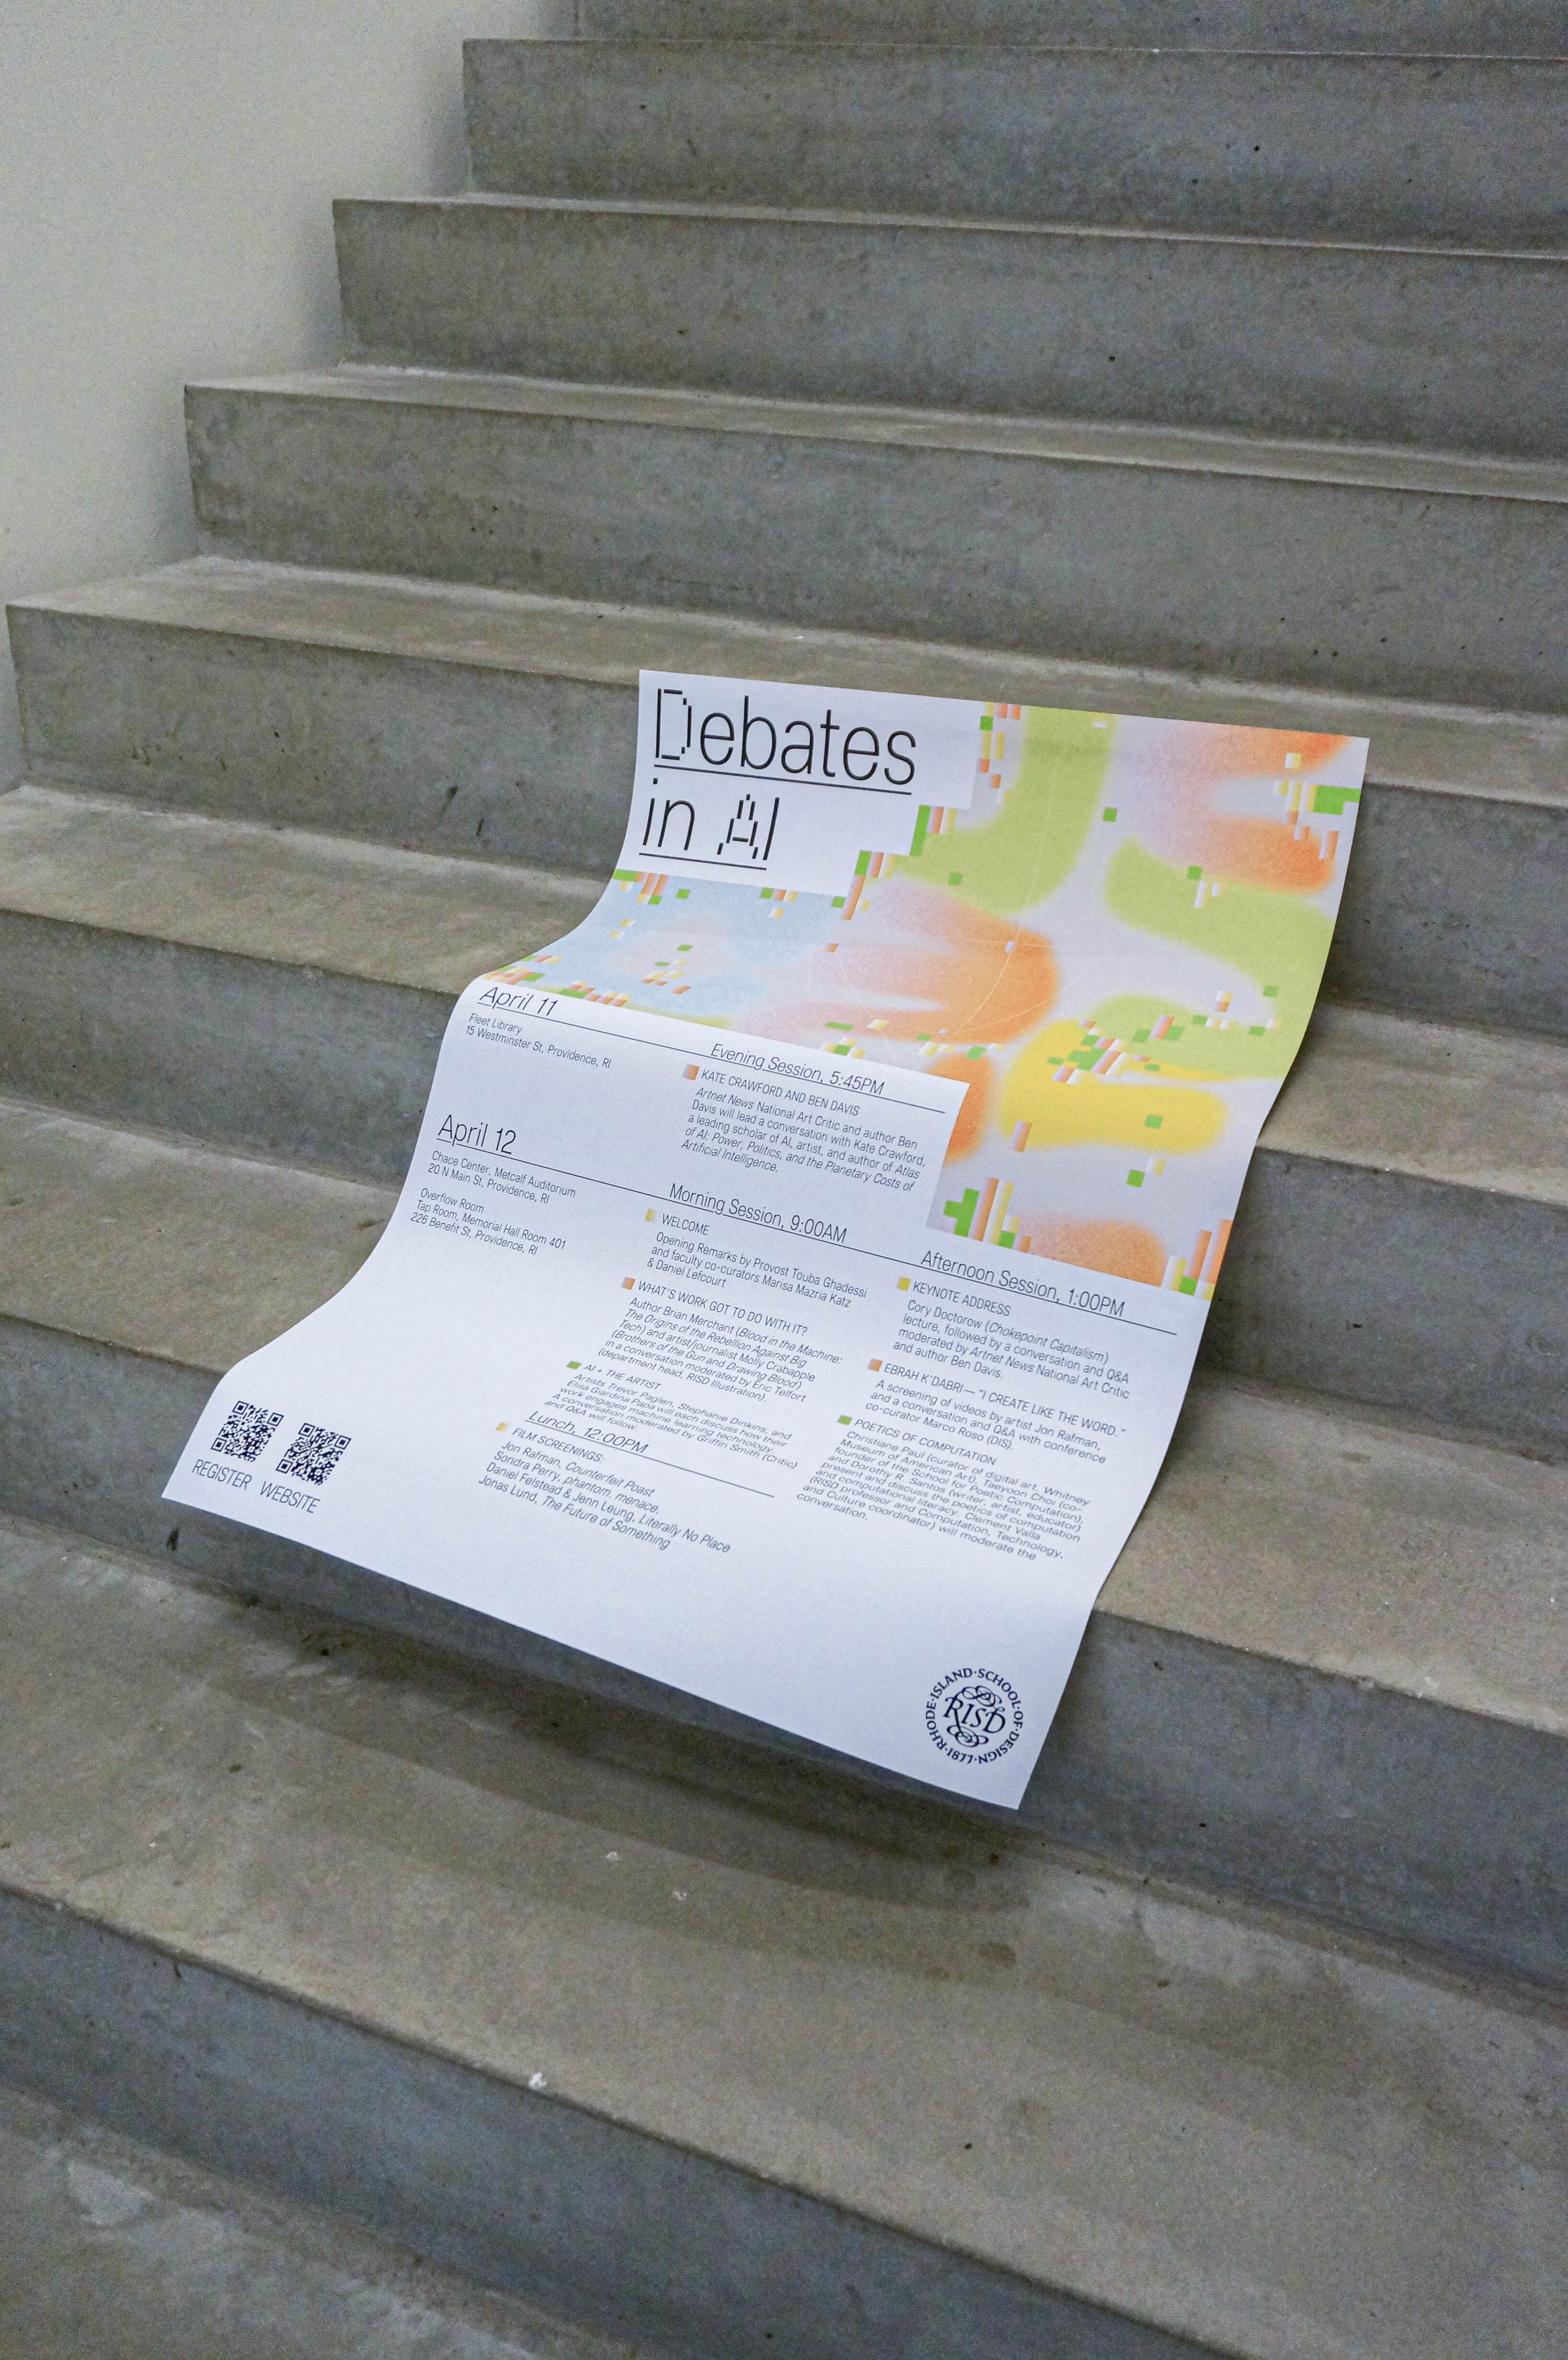 Debates
in AI
April 11
Fleet Library
15 Westminster St, Providence, RI
Evening Session, 5:45PM
KATE CRAWFORD AND BEN DAVIS
Artnet News National Art Critic and author Ben
Davis will lead a conversation with Kate Crawford,
a leading scholar of AI, artist, and author of Atlas
of AI: Power, Politics, and the Planetary Costs of
Artificial Intelligence.
April 12
Chace Center, Metcalf Auditorium
20 N Main St, Providence, RI
Overflow Room
Tap Room, Memorial Hall Room 401
226 Benefit St, Providence, RI
Morning Session, 9:00AM
WELCOME
Opening Remarks by Provost Touba Ghadessi
and faculty co-curators Marisa Mazria Katz
& Daniel Lefcourt
WHAT'S WORK GOT TO DO WITH IT?
Author Brian Merchant (Blood in the Machine:
The Origins of the Rebellion Against Big
Tech) and artist/journalist Molly Crabapple
(Brothers of the Gun and Drawing Blood)
in a conversation moderated by Eric Telfort
(department head, RISD Illustration).
AI + THE ARTIST
Artists Trevor Paglen, Stephanie Dinkins, and
Elisa Giardina Papa will each discuss how their
work engages machine learning technology.
A conversation moderated by Griffin Smith (Critic)
and Q&A will follow.
Lunch, 12:00PM
FILM SCREENINGS:
Jon Rafman, Counterfeit Poast
Sondra Perry, phantom. menace.
Daniel Felstead & Jenn Leung, Literally No Place
Jonas Lund, The Future of Something
Afternoon Session, 1:00PM
KEYNOTE ADDRESS
Cory Doctorow (Chokepoint Capitalism)
lecture, followed by a conversation and Q&A
moderated by Artnet News National Art Critic
and author Ben Davis.
EBRAH K'DABRI — "I CREATE LIKE THE WORD."
A screening of videos by artist Jon Rafman,
and a conversation and Q&A with conference
co-curator Marco Roso (DIS).
POETICS OF COMPUTATION
Christiane Paul (curator of digital art, Whitney
Museum of American Art), Taeyoon Choi (co-
founder of the School for Poetic Computation),
and Dorothy R. Santos (writer, artist, educator)
present and discuss the poetics of computation
and computational literacy. Clement Valla
(RISD professor and Computation, Technology,
and Culture coordinator) will moderate the
conversation.
REGISTER WEBSITE
RHODE·ISLAND·SCHOOL·OF·DESIGN·1877·
RISD